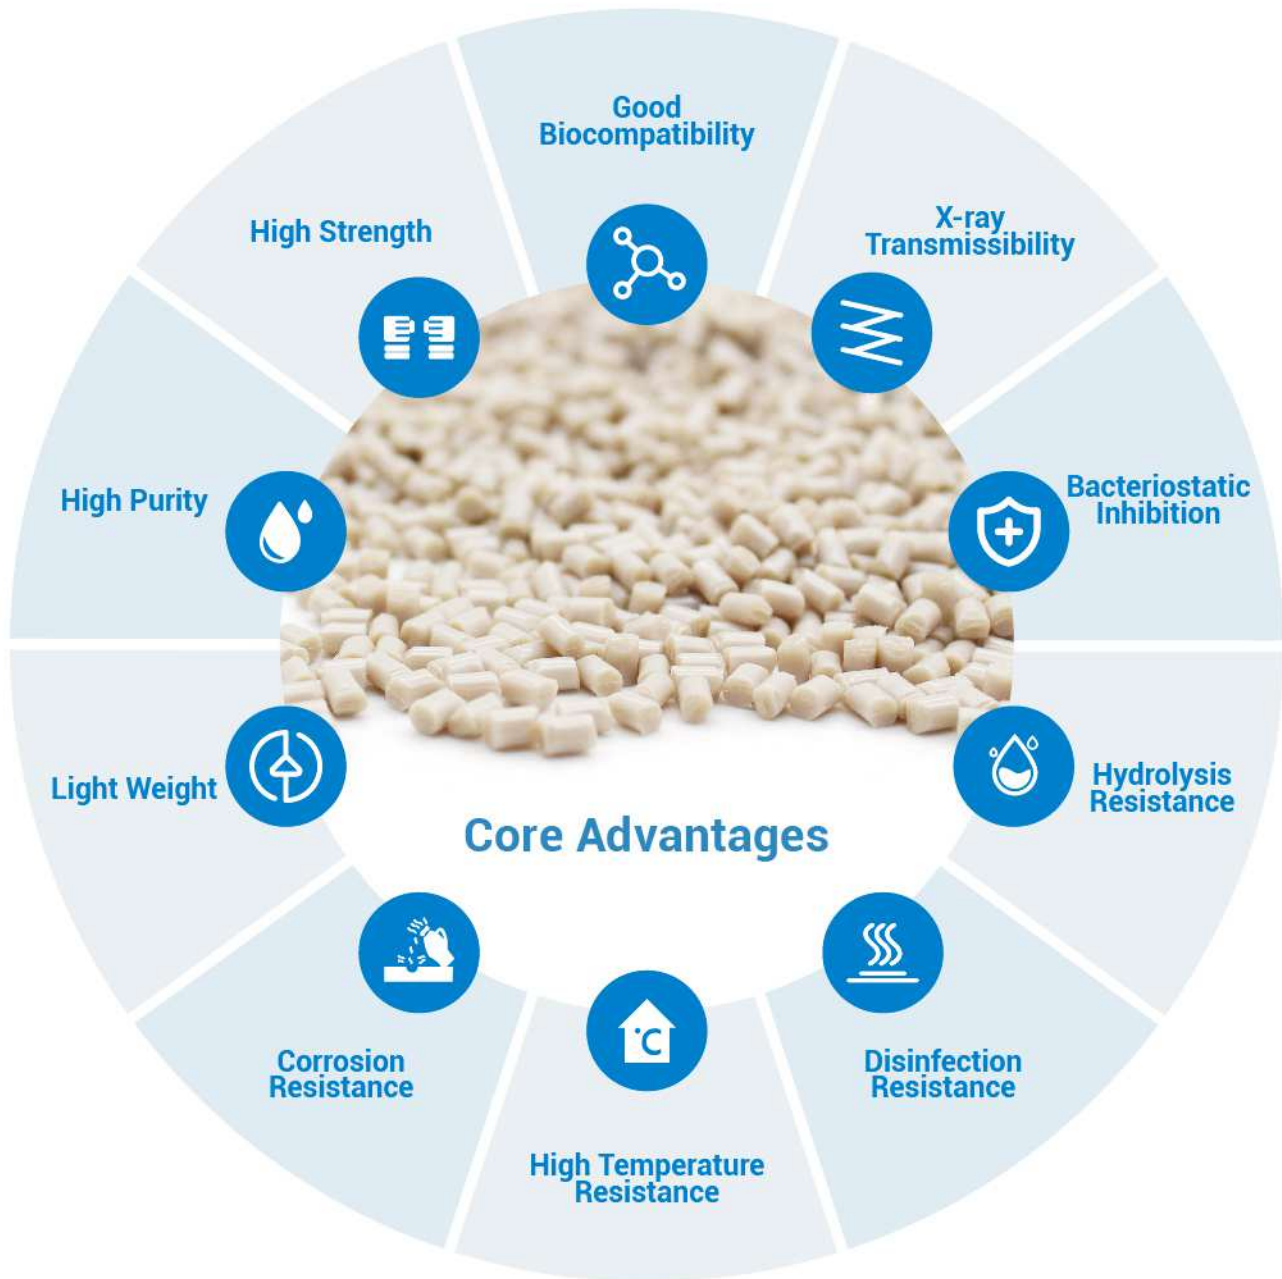 Good
Biocompatibility
X-ray
Transmissibility
Bacteriostatic
Inhibition
Hydrolysis
Resistance
Disinfection
Resistance
High Temperature
Resistance
Corrosion
Resistance
Light Weight
High Purity
High Strength
Core Advantages
°C